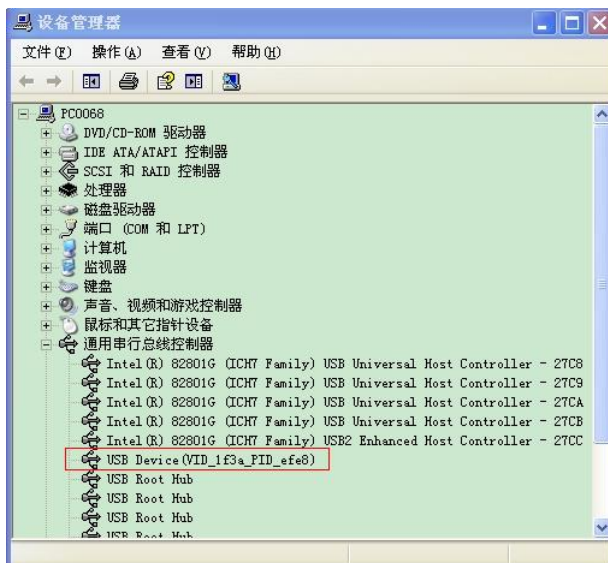 设备管理器
文件(F) 操作(A) 查看(V) 帮助(H)
PC0068
DVD/CD-ROM 驱动器
IDE ATA/ATAPI 控制器
SCSI 和 RAID 控制器
处理器
磁盘驱动器
端口 (COM 和 LPT)
计算机
监视器
键盘
声音、视频和游戏控制器
鼠标和其它指针设备
通用串行总线控制器
Intel(R) 82801G (ICH7 Family) USB Universal Host Controller - 27C8
Intel(R) 82801G (ICH7 Family) USB Universal Host Controller - 27C9
Intel(R) 82801G (ICH7 Family) USB Universal Host Controller - 27CA
Intel(R) 82801G (ICH7 Family) USB Universal Host Controller - 27CB
Intel(R) 82801G (ICH7 Family) USB2 Enhanced Host Controller - 27CC
USB Device(VID_1f3a_PID_efe8)
USB Root Hub
USB Root Hub
USB Root Hub
USB Root Hub